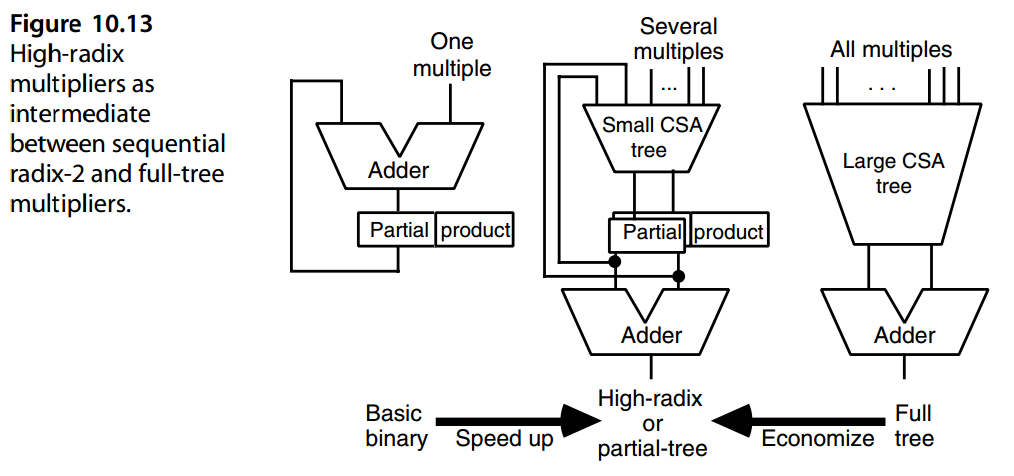 Figure 10.13
High-radix
multipliers as
intermediate
between sequential
radix-2 and full-tree
multipliers.
One
multiple
Adder
Partial product
Several
multiples
...
Small CSA
tree
Partial product
Adder
All multiples
. . .
Large CSA
tree
Adder
Basic
binary
Speed up
High-radix
or
partial-tree
Economize
Full
tree